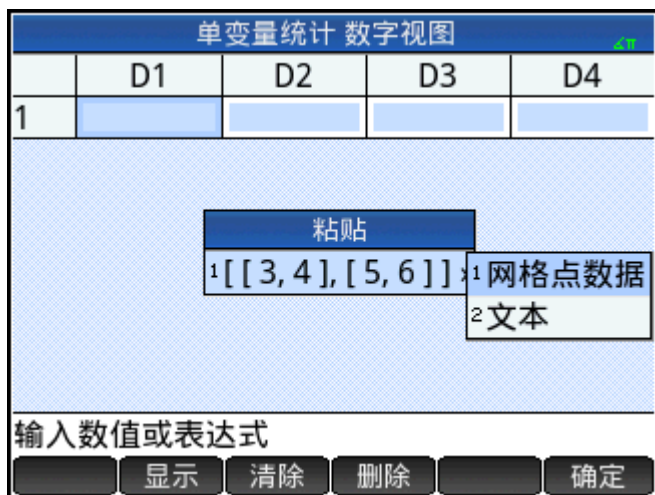 单变量统计 数字视图
∡π
D1 D2 D3 D4
1
粘贴
1[[3,4],[5,6]]
1网格点数据
2文本
输入数值或表达式
显示 清除 删除 确定